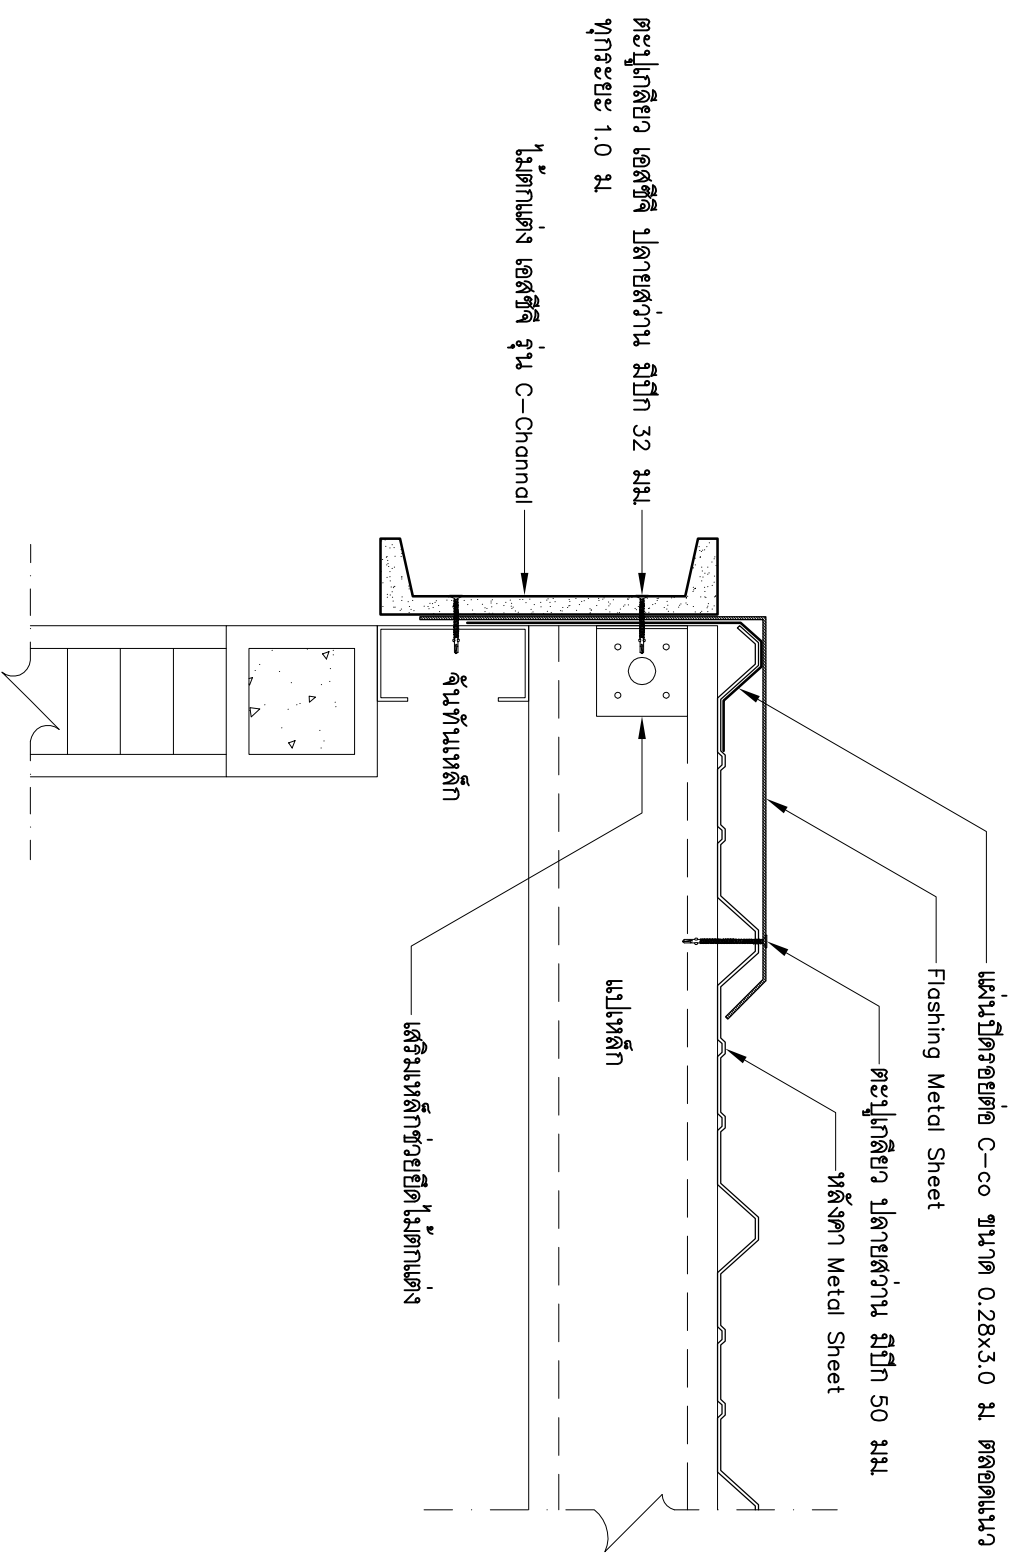 แผ่นปิดรอยต่อ C-co ขนาด 0.28x3.0 ม. ตลอดแนว
Flashing Metal Sheet
ตะปูเกลียว ปลายสว่าน มีปีก 50 มม.
หลังคา Metal Sheet
ตะปูเกลียว เอสซีจี ปลายสว่าน มีปีก 32 มม.
ทุกระยะ 1.0 ม.
แปเหล็ก
ไม้ตกแต่ง เอสซีจี รุ่น C-Channal
จันทันเหล็ก
เสริมเหล็กช่วยยึดไม้ตกแต่ง